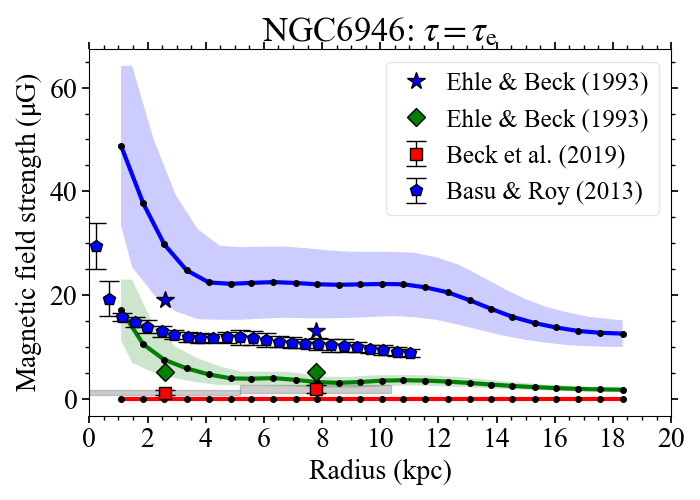 NGC6946: τ = τe
Magnetic field strength (μG)
60
40
20
0
Ehle & Beck (1993)
Ehle & Beck (1993)
Beck et al. (2019)
Basu & Roy (2013)
0 2 4 6 8 10 12 14 16 18 20
Radius (kpc)